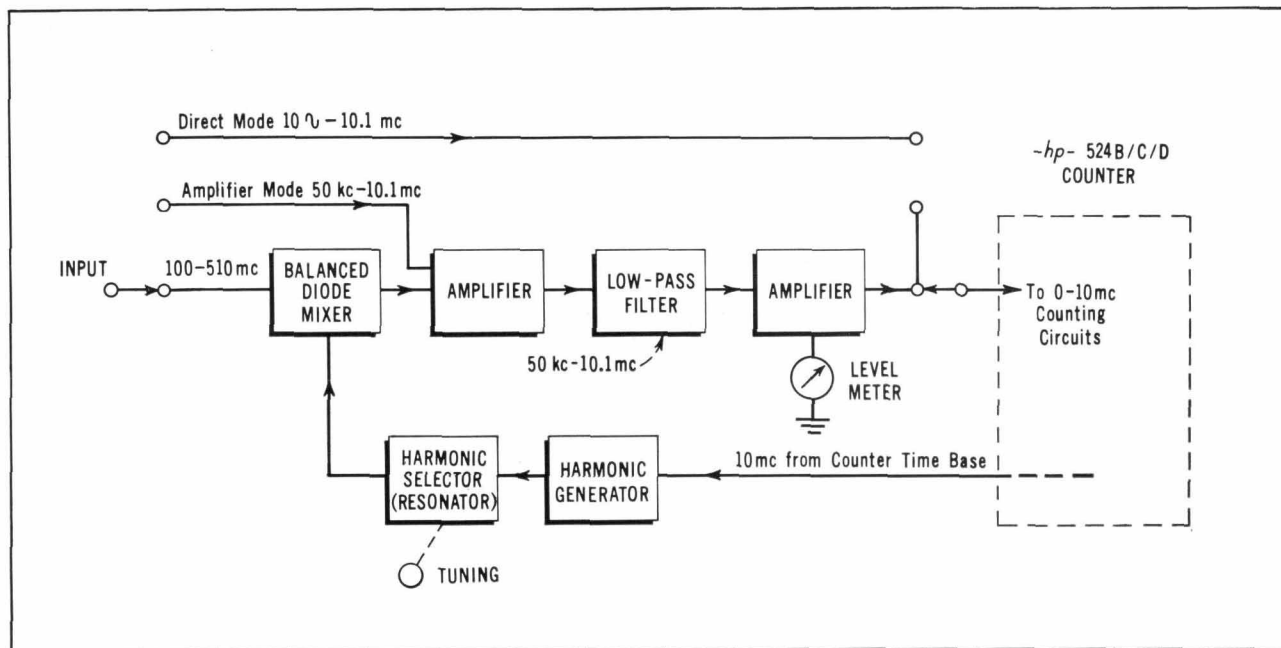 Direct Mode 10 ∿ – 10.1 mc
-hp- 524B/C/D
COUNTER
Amplifier Mode 50 kc-10.1mc
INPUT
100-510mc
BALANCED
DIODE
MIXER
AMPLIFIER
LOW-PASS
FILTER
AMPLIFIER
To 0-10mc
Counting
Circuits
50 kc-10.1mc
LEVEL
METER
HARMONIC
SELECTOR
(RESONATOR)
HARMONIC
GENERATOR
10mc from Counter Time Base
TUNING